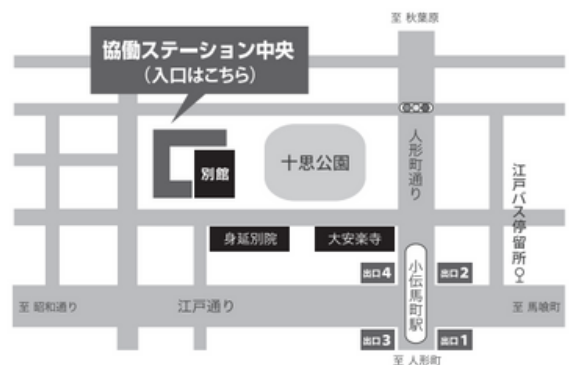 至 秋葉原
協働ステーション中央
(入口はこちら)
人形町通り
別館
十思公園
江戸バス停留所
身延別院
大安楽寺
小伝馬町駅
出口4
出口2
至 昭和通り
江戸通り
至 馬喰町
出口3
出口1
至 人形町